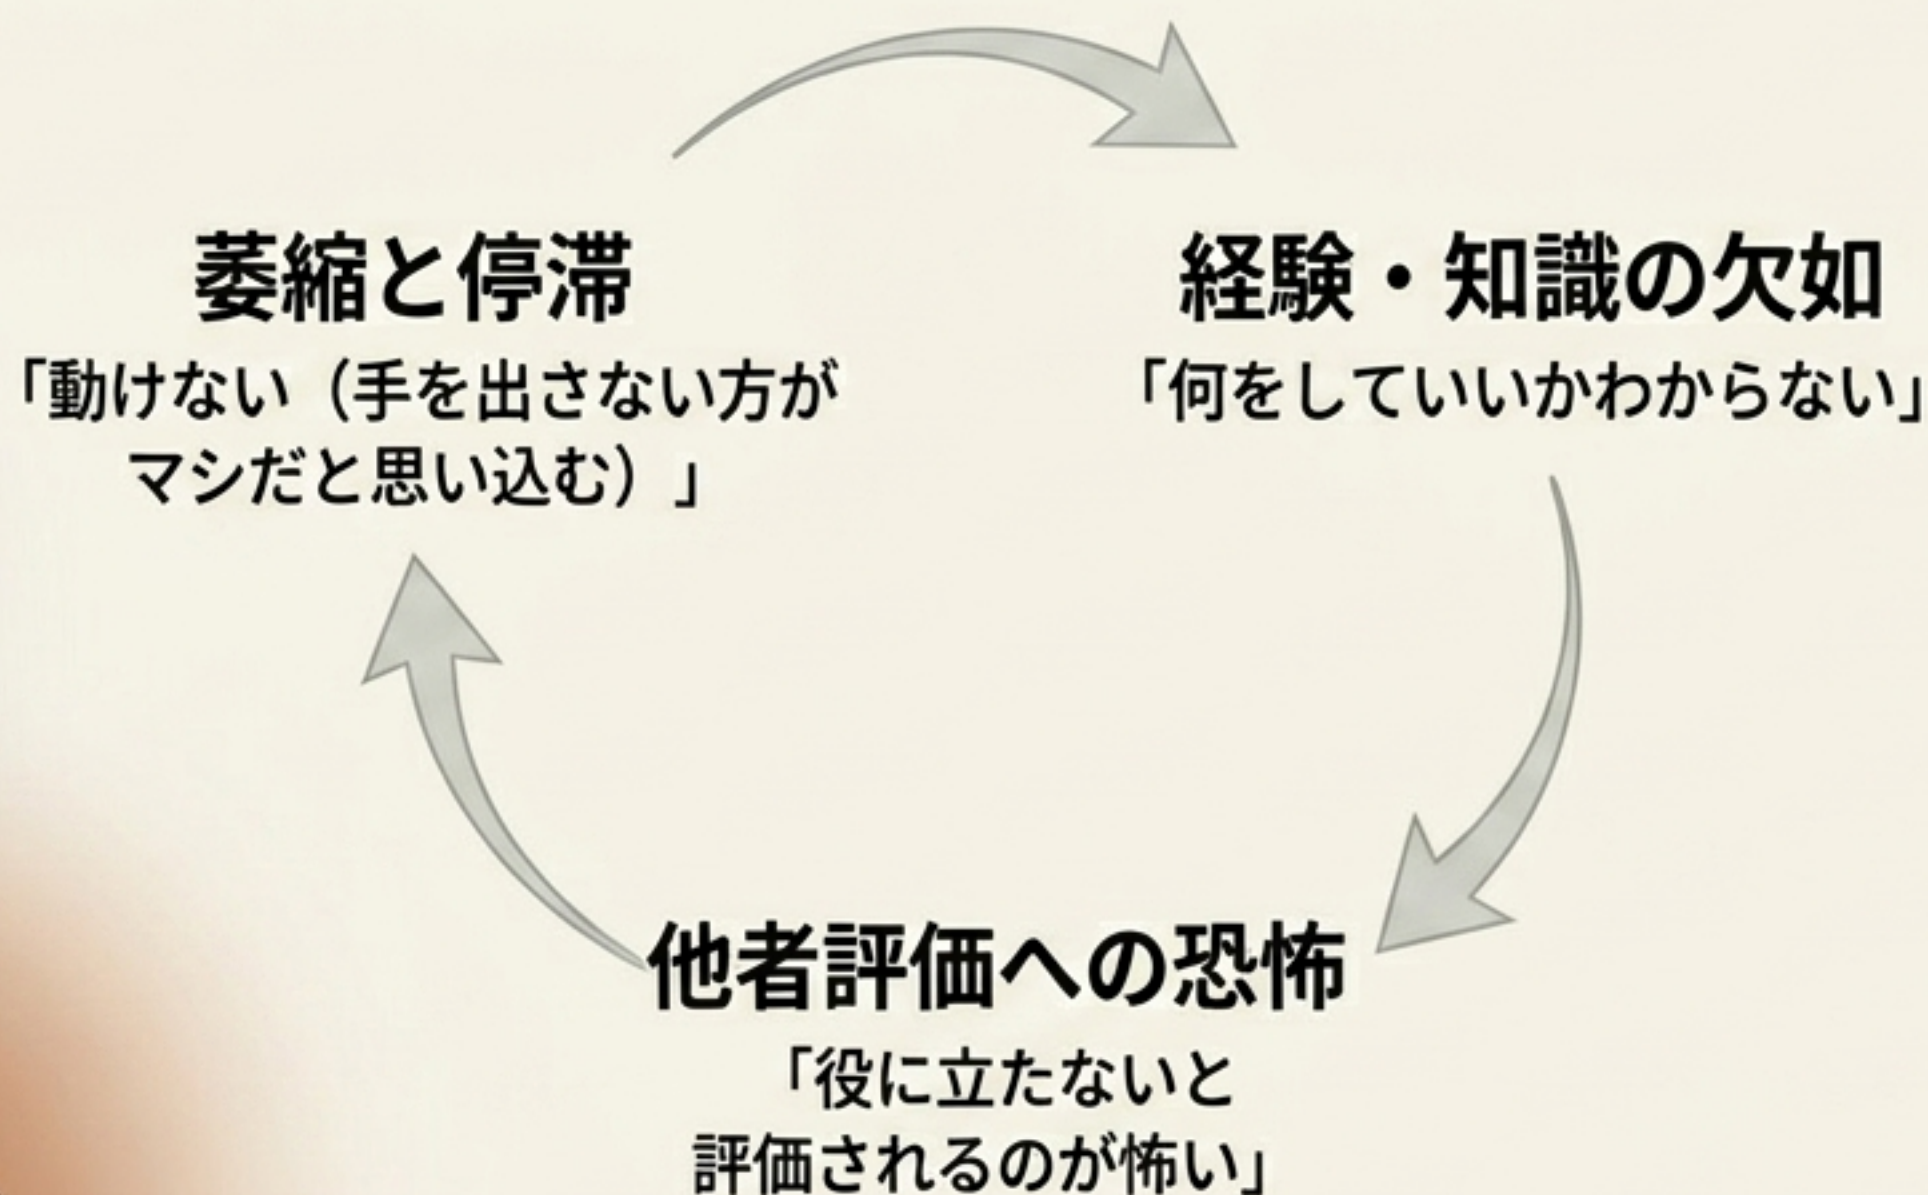 萎縮と停滞
「動けない（手を出さない方が
マシだと思い込む）」
経験・知識の欠如
「何をしていいかわからない」
他者評価への恐怖
「役に立たないと
評価されるのが怖い」